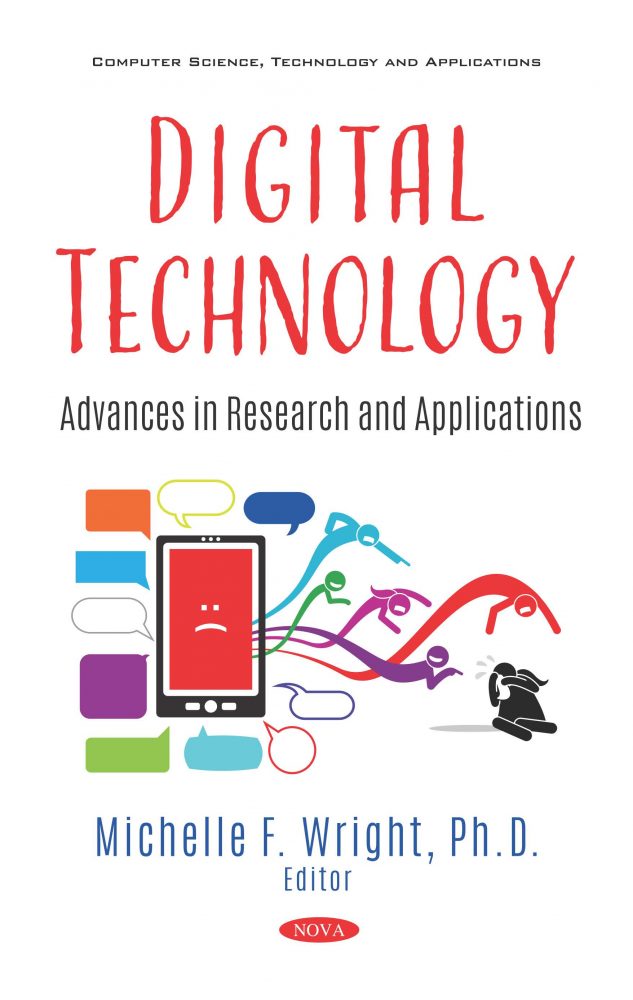 Computer Science, Technology and Applications
Digital
Technology
Advances in Research and Applications
Michelle F. Wright, Ph.D.
Editor
NOVA